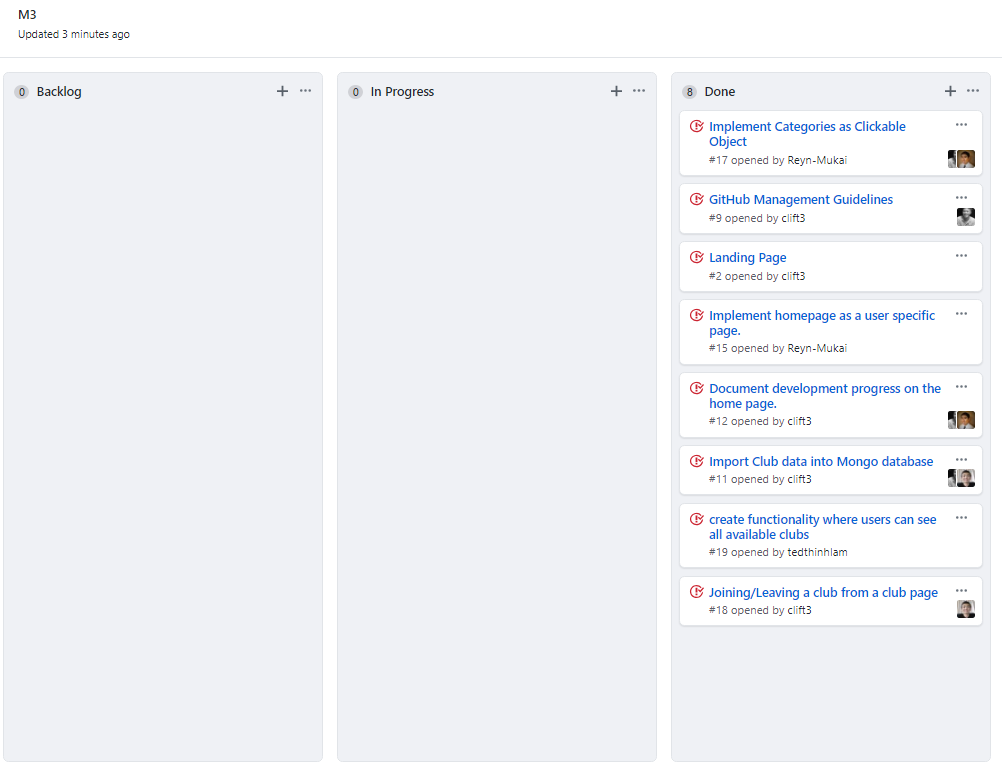 M3
Updated 3 minutes ago
0 Backlog
0 In Progress
8 Done
Implement Categories as Clickable
Object
#17 opened by Reyn-Mukai
GitHub Management Guidelines
#9 opened by clift3
Landing Page
#2 opened by clift3
Implement homepage as a user specific
page.
#15 opened by Reyn-Mukai
Document development progress on the
home page.
#12 opened by clift3
Import Club data into Mongo database
#11 opened by clift3
create functionality where users can see
all available clubs
#19 opened by tedthinhlam
Joining/Leaving a club from a club page
#18 opened by clift3